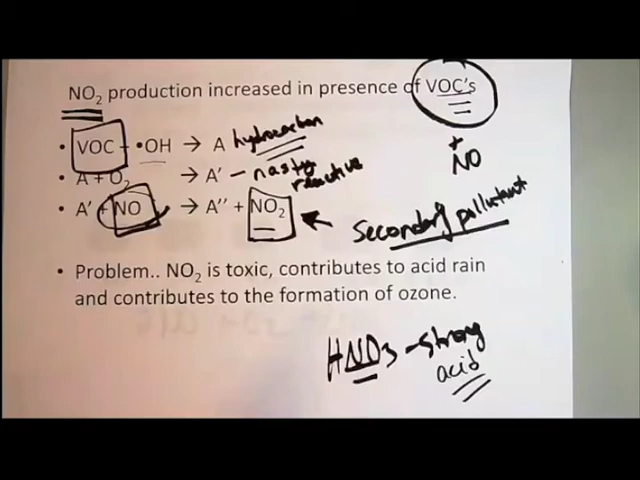 NO₂ production increased in presence of VOC's
+
NO
• VOC + •OH → A hydrocarbon
• A + O₂ → A' - nasty reactive
• A' + NO → A'' + NO₂
Secondary pollutant
• Problem.. NO₂ is toxic, contributes to acid rain
and contributes to the formation of ozone.
HNO₃ - strong
acid